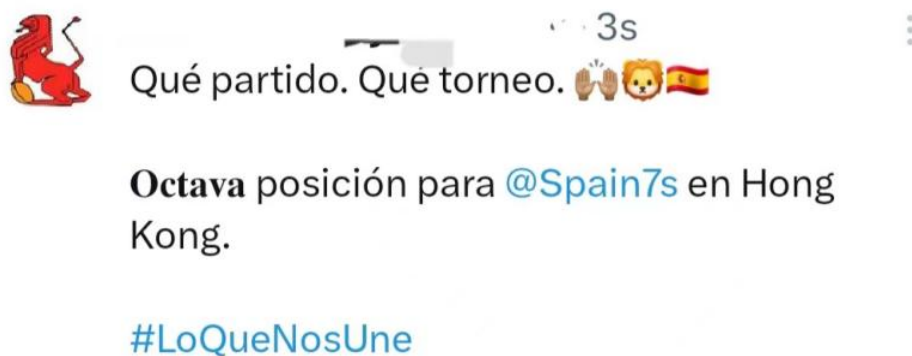 3s
Qué partido. Qué torneo. 🙌🏽🦁🇪🇸
Octava posición para @Spain7s en Hong
Kong.
#LoQueNosUne